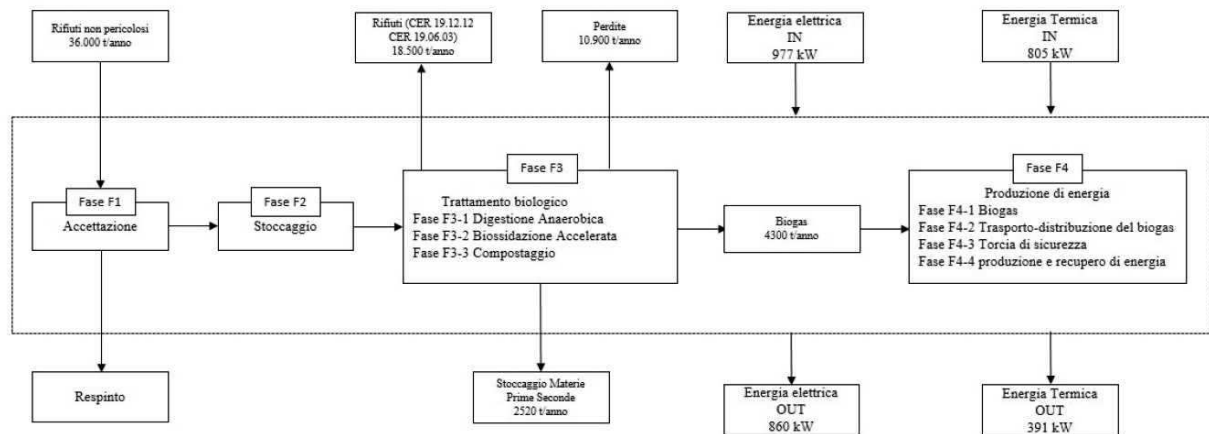 Rifiuti non pericolosi
36.000 t/anno
Rifiuti (CER 19.12.12
CER 19.06.03)
18.500 t/anno
Perdite
10.900 t/anno
Energia elettrica
IN
977 kW
Energia Termica
IN
805 kW
Fase F1
Accettazione
Fase F2
Stoccaggio
Fase F3
Trattamento biologico
Fase F3-1 Digestione Anaerobica
Fase F3-2 Biossidazione Accelerata
Fase F3-3 Compostaggio
Biogas
4300 t/anno
Fase F4
Produzione di energia
Fase F4-1 Biogas
Fase F4-2 Trasporto-distribuzione del biogas
Fase F4-3 Torcia di sicurezza
Fase F4-4 produzione e recupero di energia
Respinto
Stoccaggio Materie
Prime Seconde
2520 t/anno
Energia elettrica
OUT
860 kW
Energia Termica
OUT
391 kW